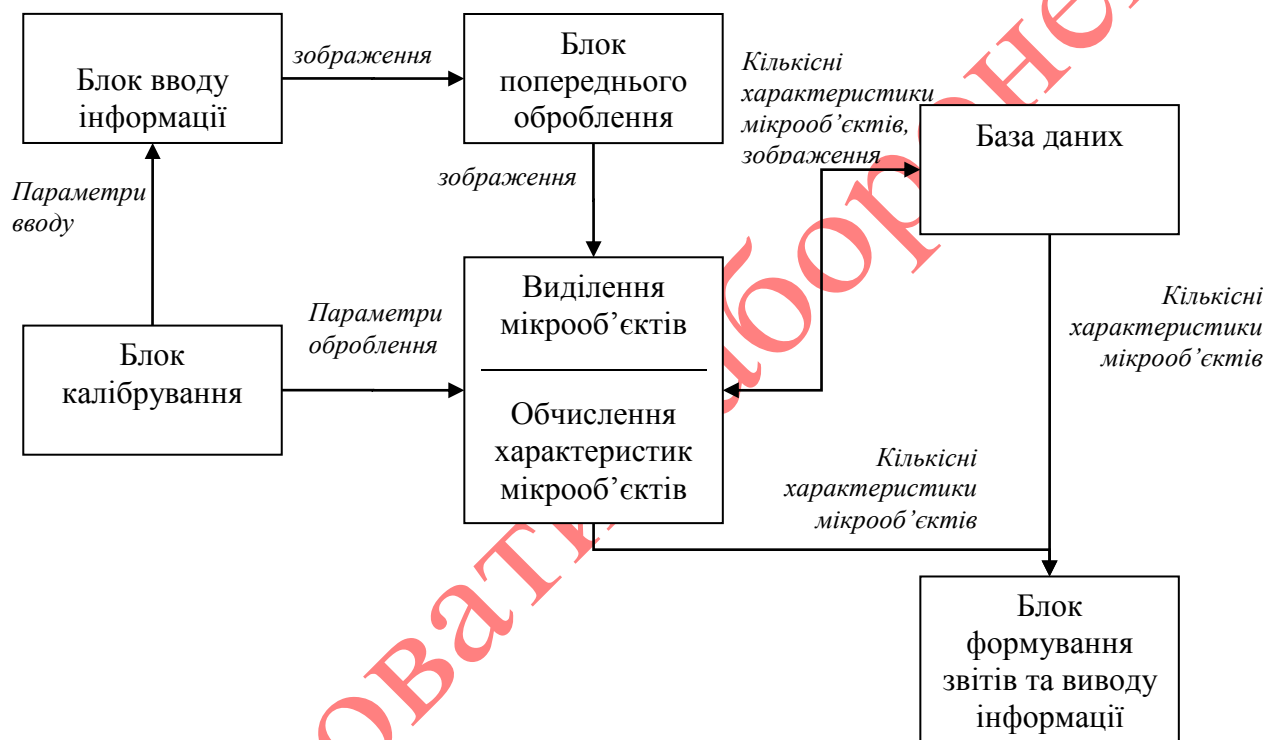 Блок вводу
інформації
зображення
Блок
попереднього
оброблення
Кількісні
характеристики
мікрооб’єктів,
зображення
База даних
Параметри
вводу
зображення
Блок
калібрування
Параметри
оброблення
Виділення
мікрооб’єктів
Обчислення
характеристик
мікрооб’єктів
Кількісні
характеристики
мікрооб’єктів
Кількісні
характеристики
мікрооб’єктів
Блок
формування
звітів та виводу
інформації